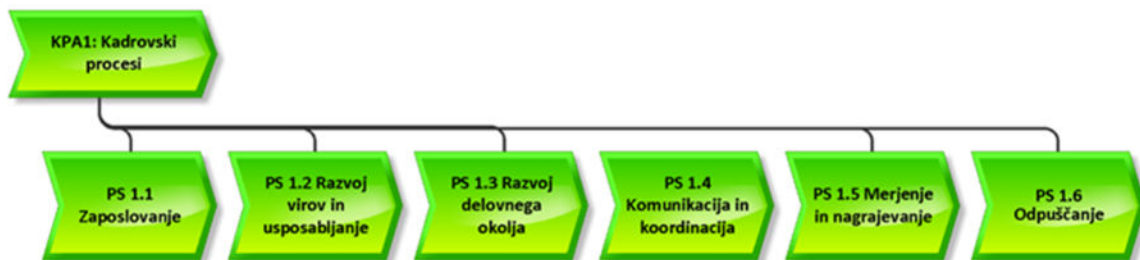 KPA1: Kadrovski
procesi
PS 1.1
Zaposlovanje
PS 1.2 Razvoj
virov in
usposabljanje
PS 1.3 Razvoj
delovnega
okolja
PS 1.4
Komunikacija in
koordinacija
PS 1.5 Merjenje
in nagrajevanje
PS 1.6
Odpuščanje